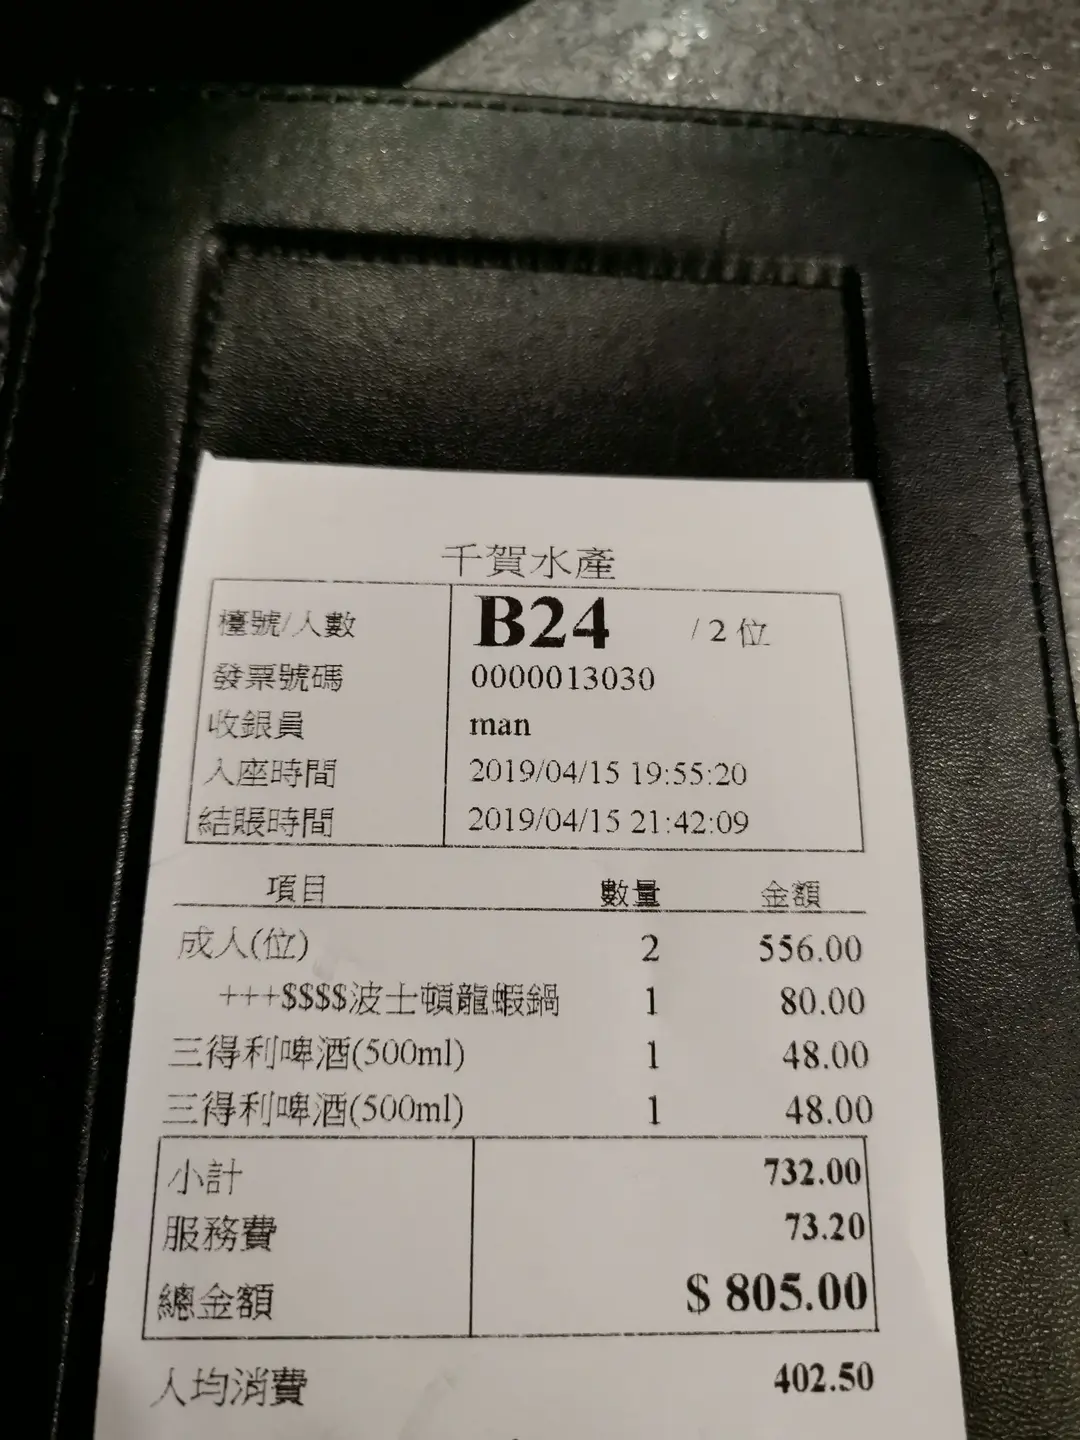 千賀水產
檯號/人數 B24 / 2 位
發票號碼 0000013030
收銀員 man
入座時間 2019/04/15 19:55:20
結賬時間 2019/04/15 21:42:09
項目 數量 金額
成人(位) 2 556.00
+++$$$$波士頓龍蝦鍋 1 80.00
三得利啤酒(500ml) 1 48.00
三得利啤酒(500ml) 1 48.00
小計 732.00
服務費 73.20
總金額 $ 805.00
人均消費 402.50